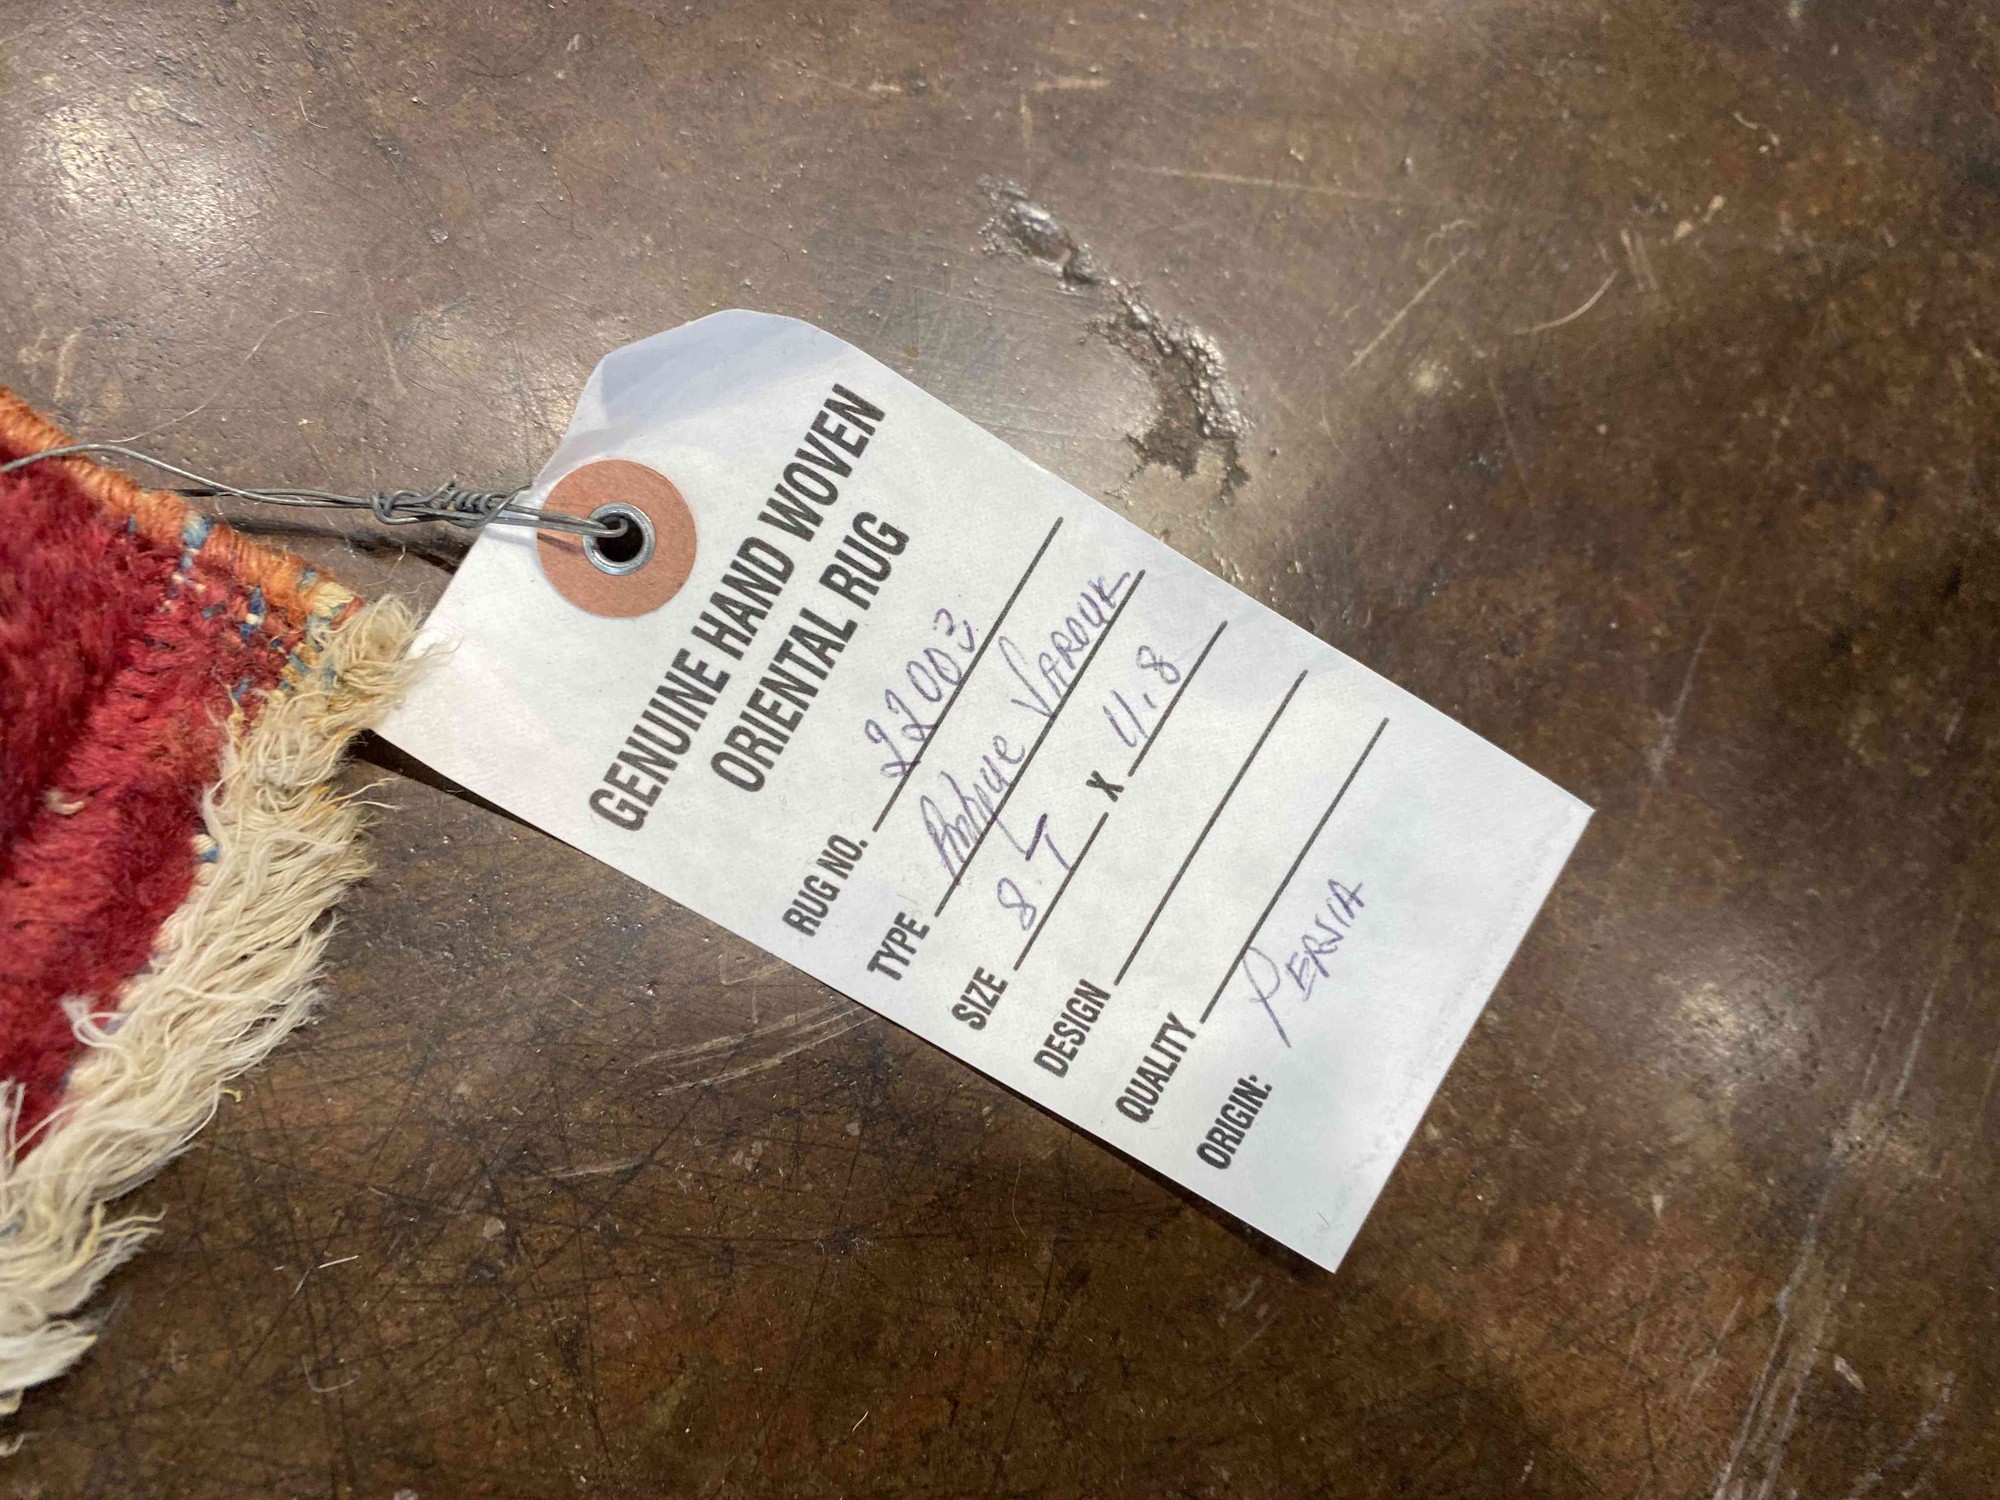 GENUINE HAND WOVEN
ORIENTAL RUG
RUG NO. 22003
TYPE SAROUK
SIZE 8.7 X 11.8
DESIGN
QUALITY
ORIGIN: PERSIA